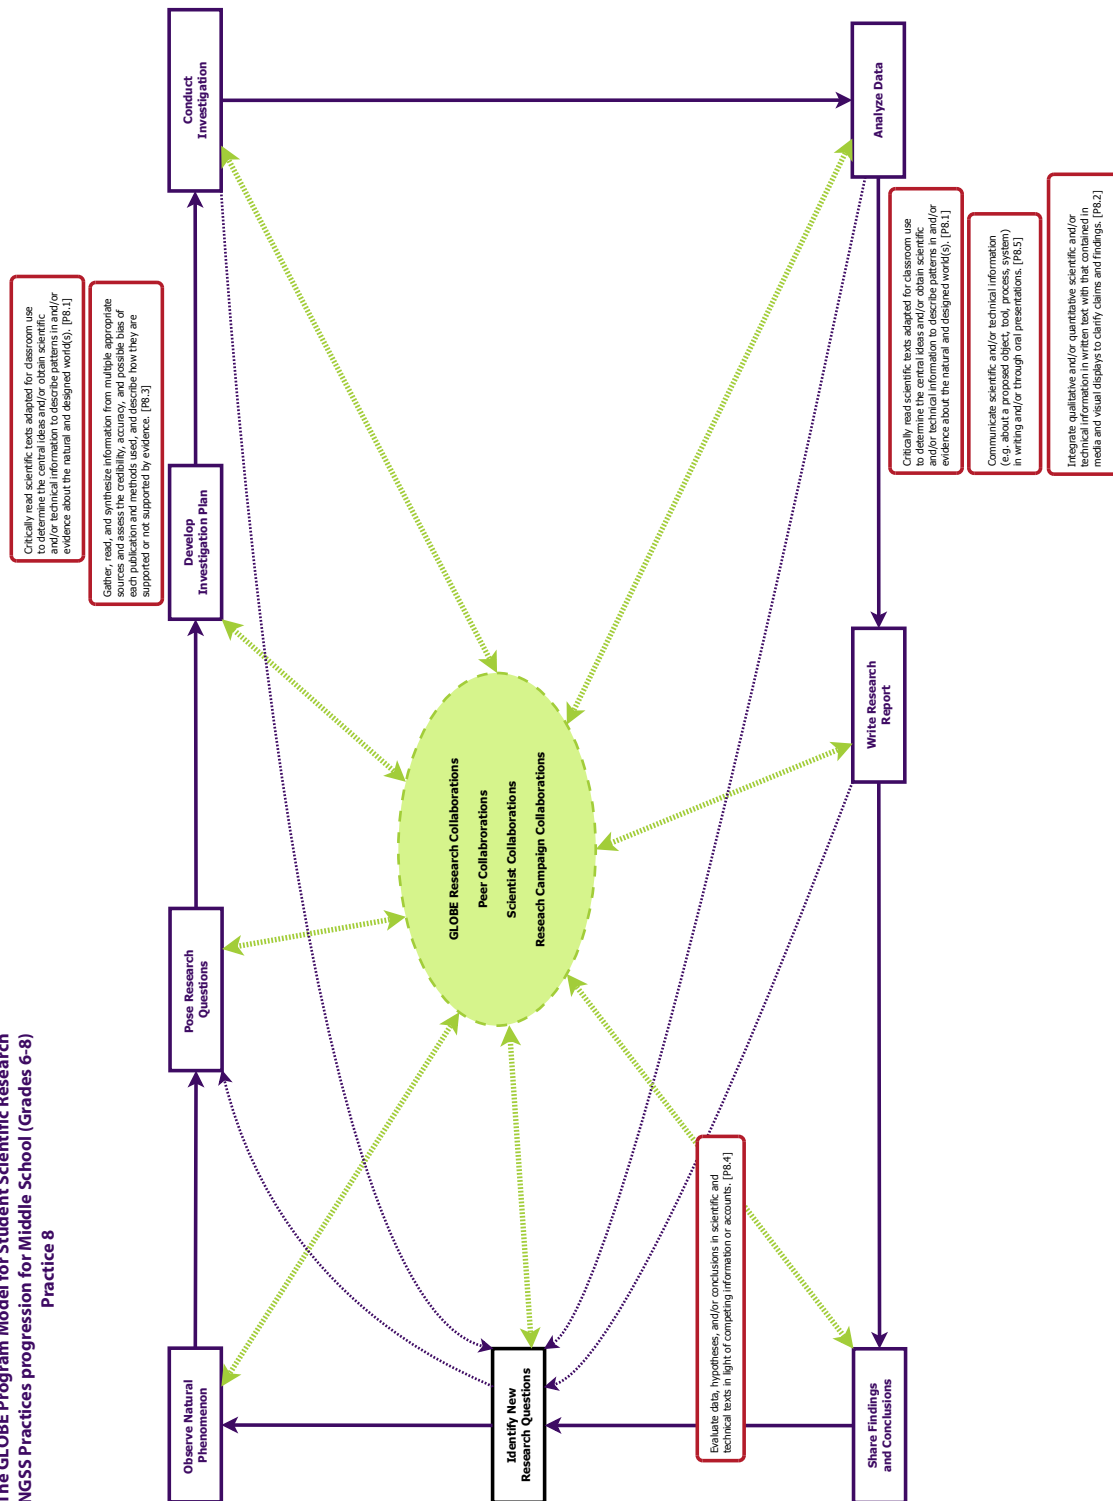 The GLOBE Program Model for Student Scientific Research
NGSS Practices progression for Middle School (Grades 6-8)
Practice 8
Critically read scientific texts adapted for classroom use
to determine the central ideas and/or obtain scientific
and/or technical information to describe patterns in and/or
evidence about the natural and designed world(s). [P8.1]
Gather, read, and synthesize information from multiple appropriate
sources and assess the credibility, accuracy, and possible bias of
each publication and methods used, and describe how they are
supported or not supported by evidence. [P8.3]
Observe Natural
Phenomenon
Pose Research
Questions
Develop
Investigation Plan
Conduct
Investigation
GLOBE Research Collaborations
Peer Collabrorations
Scientist Collaborations
Reseach Campaign Collaborations
Identify New
Research Questions
Evaluate data, hypotheses, and/or conclusions in scientific and
technical texts in light of competing information or accounts. [P8.4]
Share Findings
and Conclusions
Write Research
Report
Analyze Data
Critically read scientific texts adapted for classroom use
to determine the central ideas and/or obtain scientific
and/or technical information to describe patterns in and/or
evidence about the natural and designed world(s). [P8.1]
Communicate scientific and/or technical information
(e.g. about a proposed object, tool, process, system)
in writing and/or through oral presentations. [P8.5]
Integrate qualitative and/or quantitative scientific and/or
technical information in written text with that contained in
media and visual displays to clarify claims and findings. [P8.2]